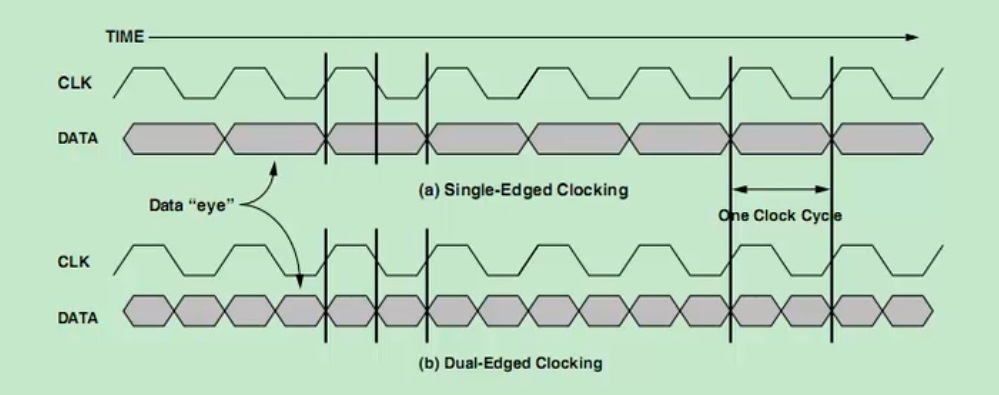 TIME
CLK
DATA
(a) Single-Edged Clocking
Data “eye”
One Clock Cycle
CLK
DATA
(b) Dual-Edged Clocking